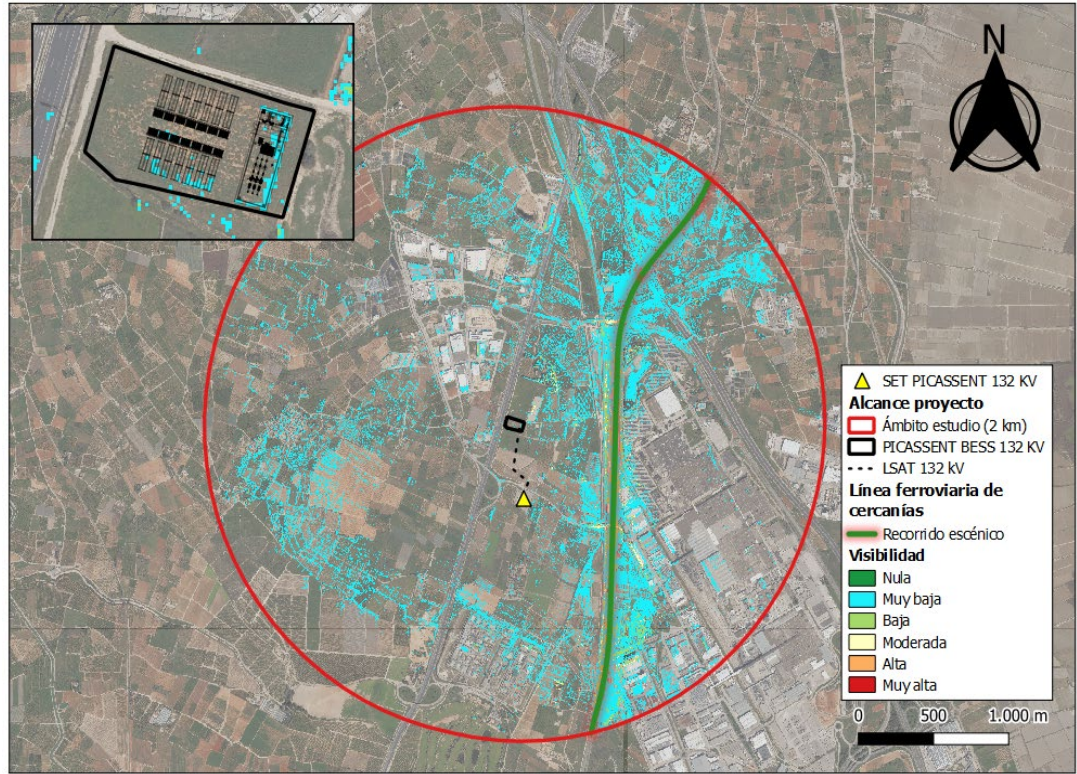 N
SET PICASSENT 132 KV
Alcance proyecto
Ámbito estudio (2 km)
PICASSENT BESS 132 KV
LSAT 132 kV
Línea ferroviaria de
cercanías
Recorrido escénico
Visibilidad
Nula
Muy baja
Baja
Moderada
Alta
Muy alta
0 500 1.000 m